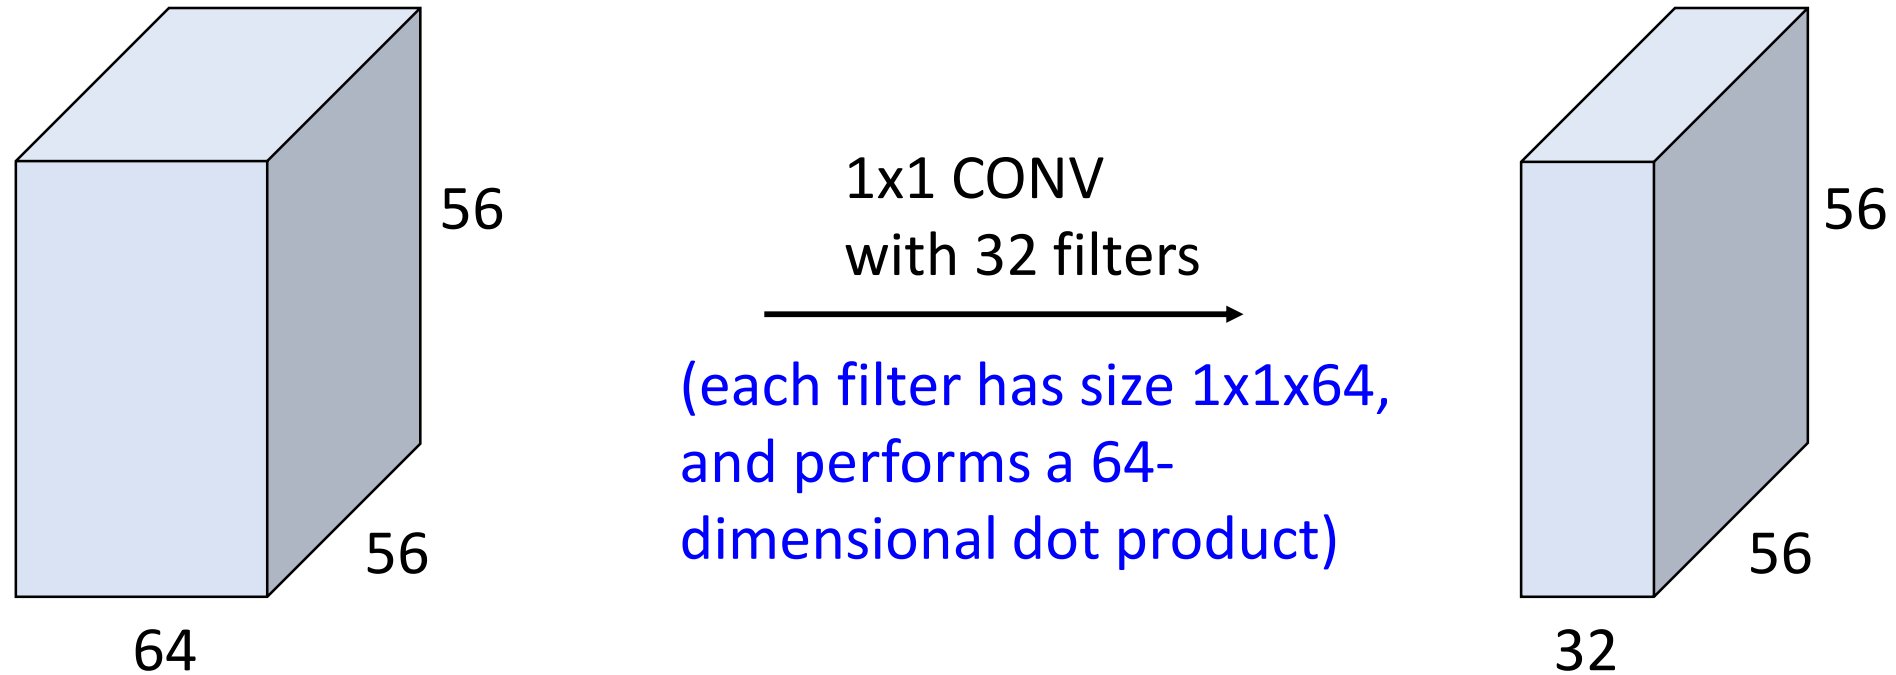 56
56
64
1x1 CONV
with 32 filters
(each filter has size 1x1x64,
and performs a 64-
dimensional dot product)
56
56
32